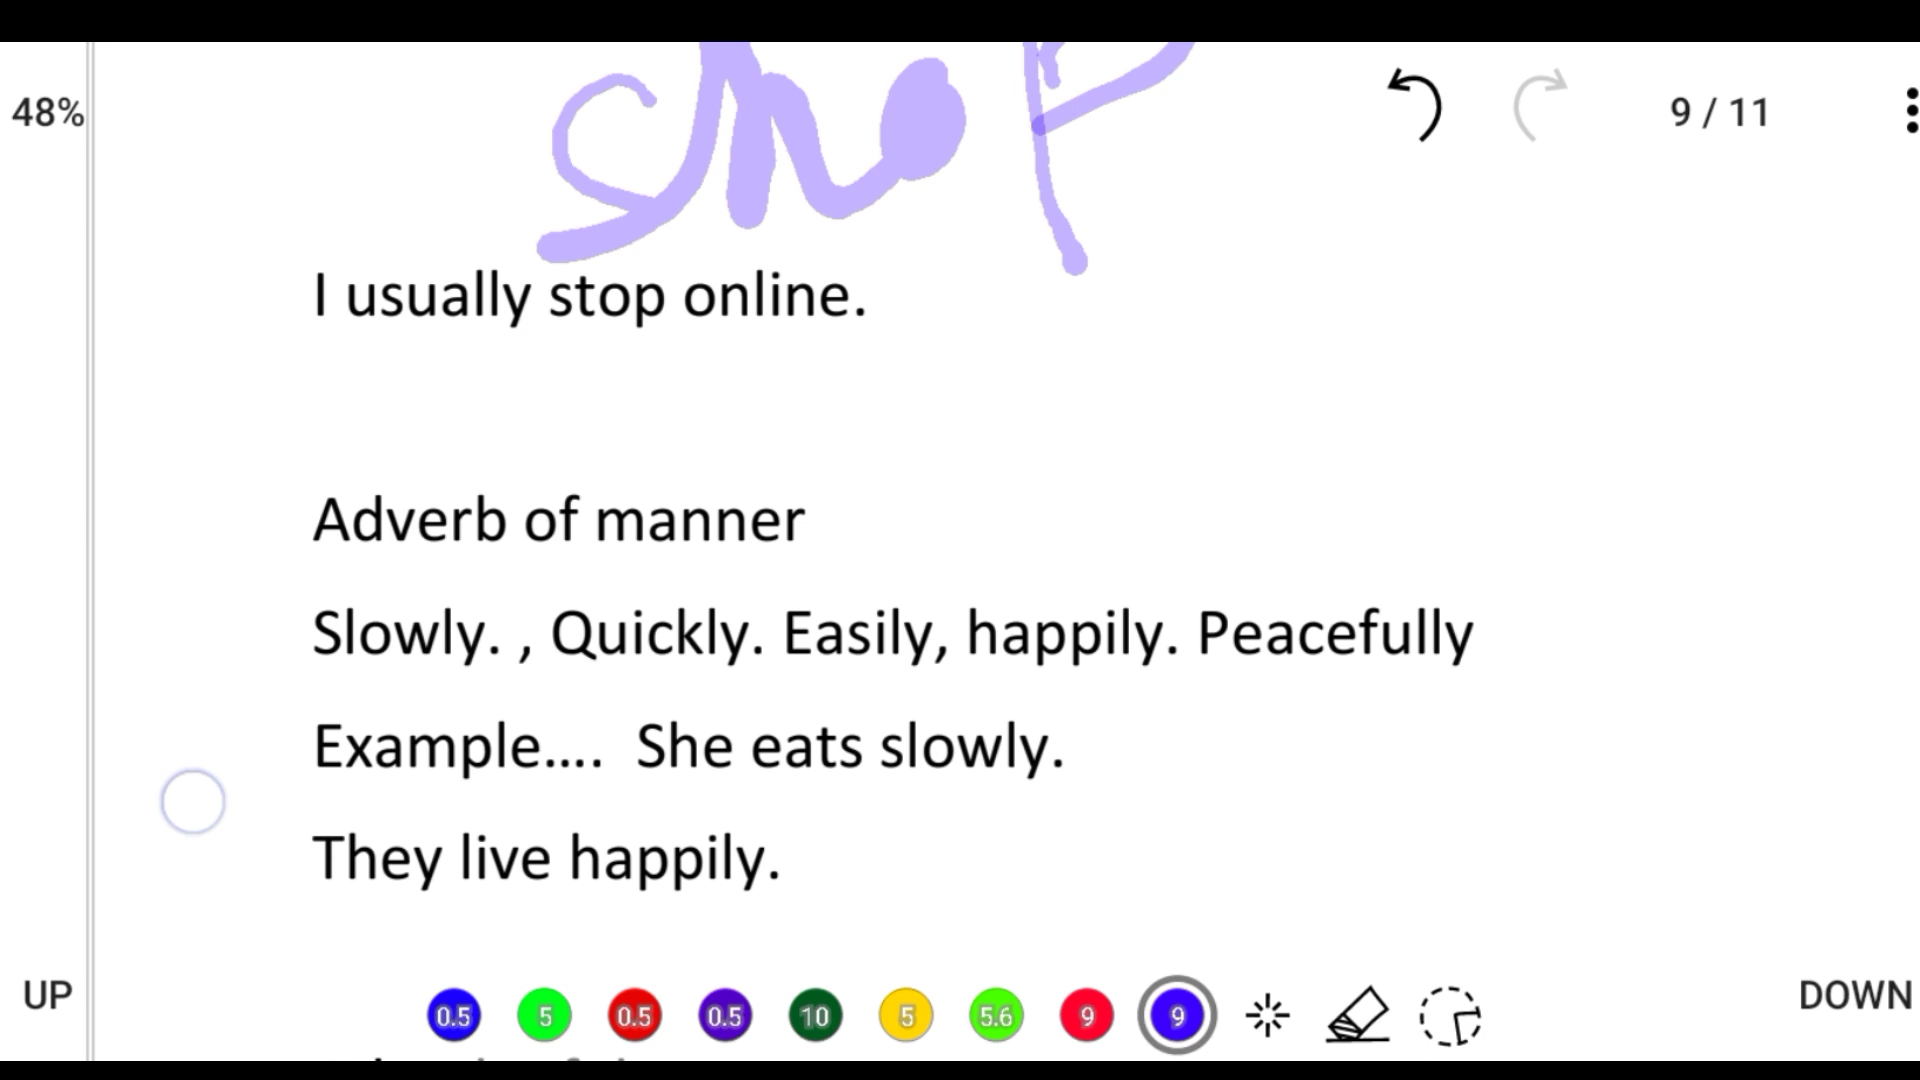 shop
48%
9 / 11
I usually stop online.
Adverb of manner
Slowly. , Quickly. Easily, happily. Peacefully
Example.... She eats slowly.
They live happily.
UP
DOWN
0.5 5 0.5 0.5 10 5 5.6 9 9